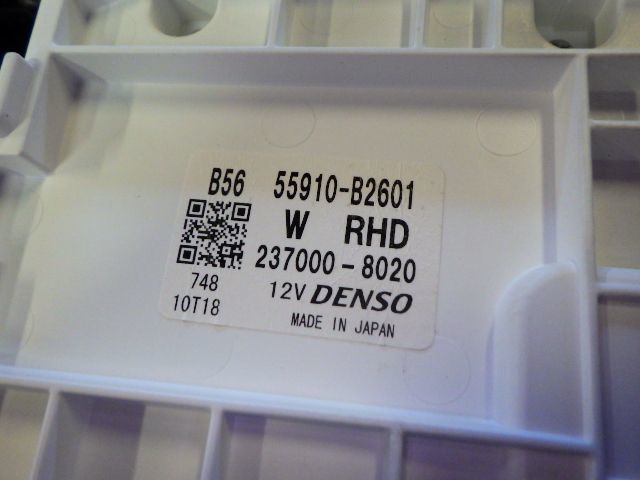 B56 55910-B2601
W RHD
237000-8020
748 12V DENSO
10T18 MADE IN JAPAN